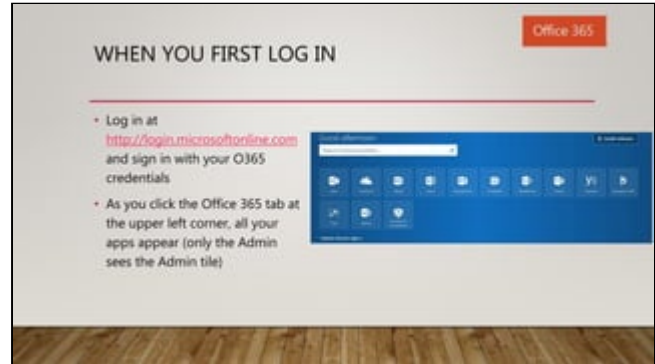 Office 365
WHEN YOU FIRST LOG IN
• Log in at
http://login.microsoftonline.com
and sign in with your O365
credentials
• As you click the Office 365 tab at
the upper left corner, all your
apps appear (only the Admin
sees the Admin tile)
Good afternoon